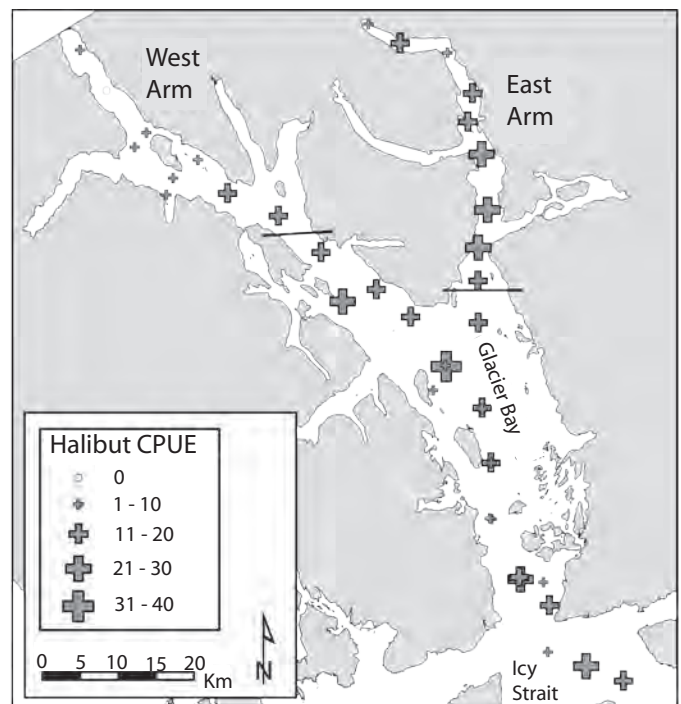 West
Arm
East
Arm
Glacier Bay
Halibut CPUE
0
1 - 10
11 - 20
21 - 30
31 - 40
0 5 10 15 20
Km
N
Icy
Strait